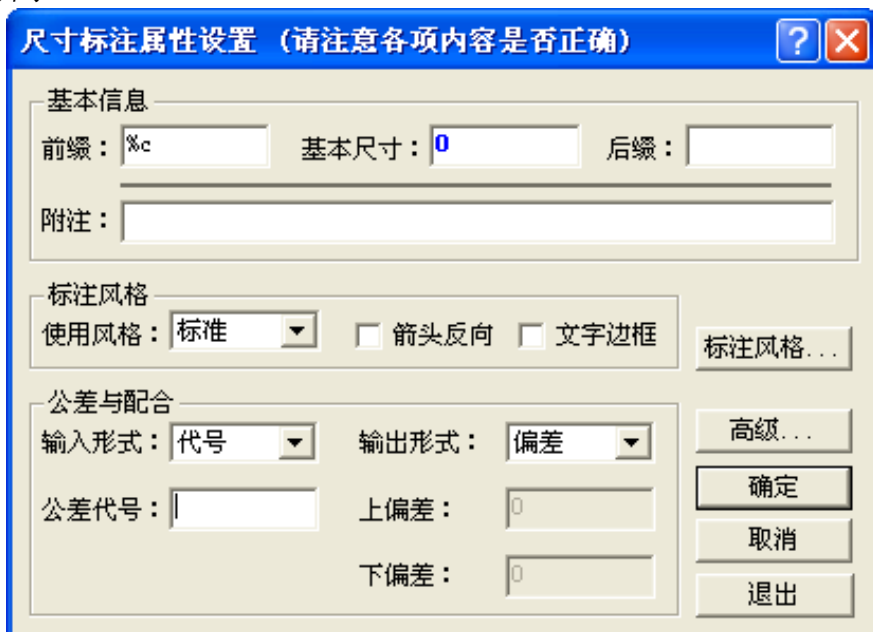 尺寸标注属性设置 (请注意各项内容是否正确)
基本信息
前缀： %c 基本尺寸： 0 后缀：
附注：
标注风格
使用风格： 标准 箭头反向 文字边框
标注风格...
公差与配合
输入形式： 代号 输出形式： 偏差
高级...
公差代号： 上偏差： 0
确定
取消
下偏差： 0
退出